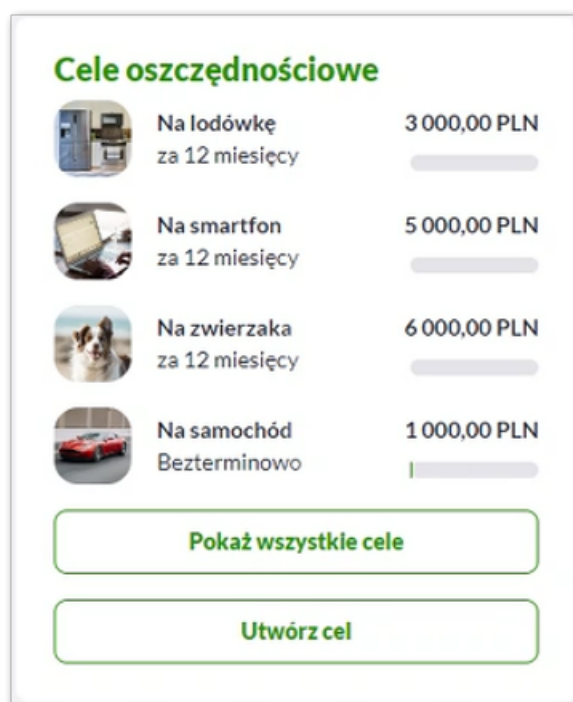 Cele oszczędnościowe
Na lodówkę 3 000,00 PLN
za 12 miesięcy
Na smartfon 5 000,00 PLN
za 12 miesięcy
Na zwierzaka 6 000,00 PLN
za 12 miesięcy
Na samochód 1 000,00 PLN
Bezterminowo
Pokaż wszystkie cele
Utwórz cel